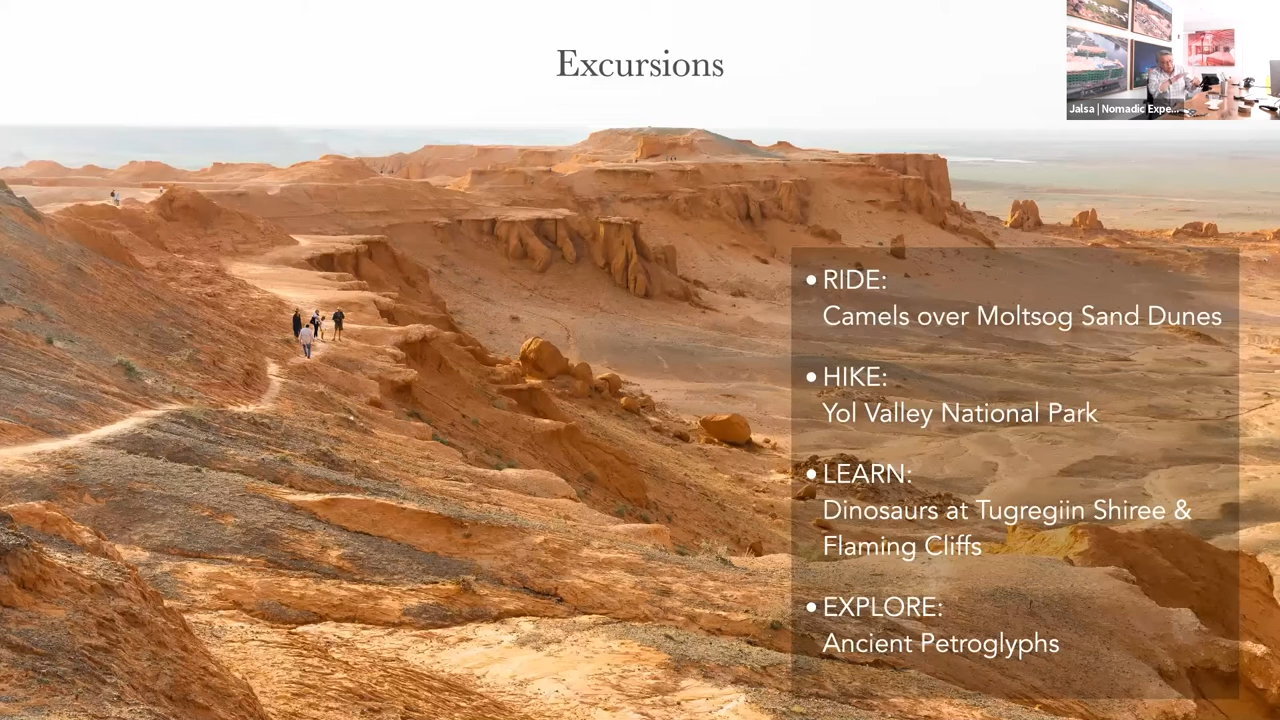 Excursions
Jalsa | Nomadic Expe...
• RIDE:
Camels over Moltsog Sand Dunes
• HIKE:
Yol Valley National Park
• LEARN:
Dinosaurs at Tugregiin Shiree &
Flaming Cliffs
• EXPLORE:
Ancient Petroglyphs